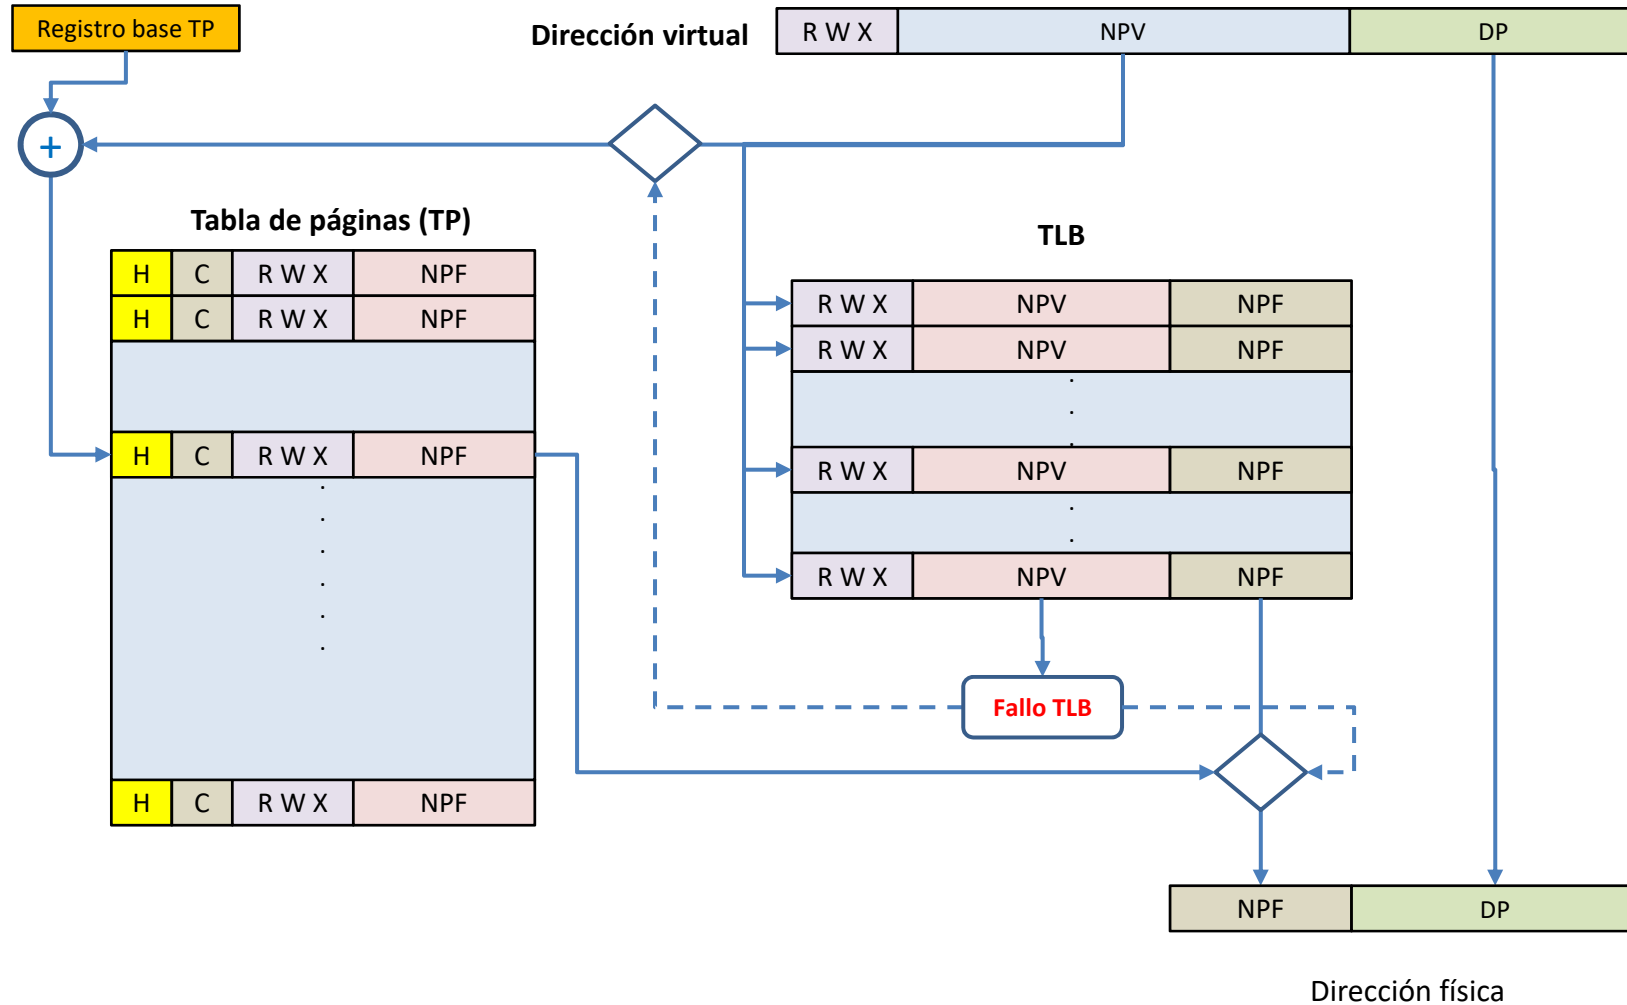 Registro base TP
Dirección virtual
R W X NPV DP
+
Tabla de páginas (TP)
H C R W X NPF
H C R W X NPF
H C R W X NPF
H C R W X NPF
TLB
R W X NPV NPF
R W X NPV NPF
R W X NPV NPF
R W X NPV NPF
Fallo TLB
NPF DP
Dirección física